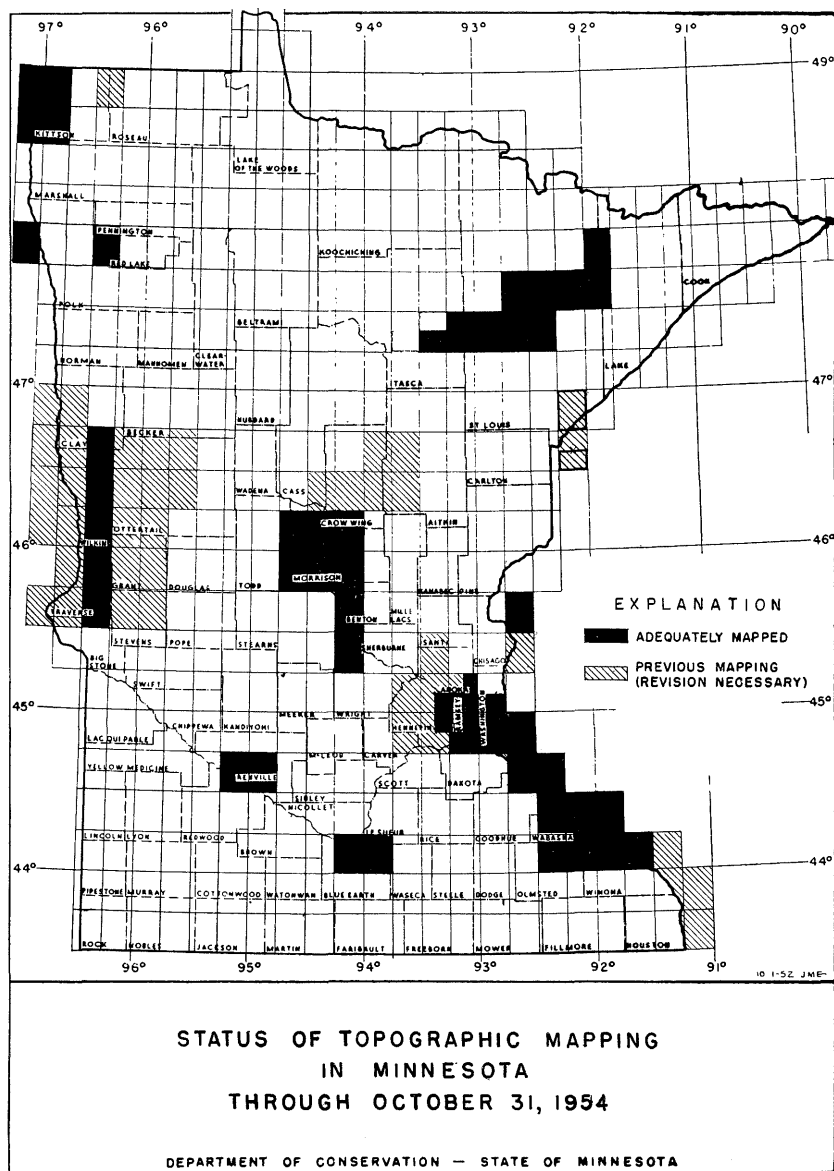 97° 96° 95° 94° 93° 92° 91° 90°
49°
KITTSON ROSEAU
LAKE
OF THE WOODS
MARSHALL
PENNINGTON
KOOCHICHING
RED LAKE
COOK
POLK
BELTRAMI
NORMAN MAHNOMEN CLEAR
WATER
LAKE
47° ITASCA 47°
HUBBARD ST LOUIS
CLAY BECKER
CARLTON
WADENA CASS
CROW WING AITKIN
OTTERTAIL
WILKIN
46° 46°
MORRISON
GRANT DOUGLAS TODD KANABEC PINE
EXPLANATION
TRAVERSE BENTON MILLE
LACS
ADEQUATELY MAPPED
STEVENS POPE STEARNS SHERBURNE ISANTI
CHISAGO
BIG
STONE
PREVIOUS MAPPING
(REVISION NECESSARY)
SWIFT
ANOKA
RAMSEY
WASHINGTON
45° 45°
MEEKER WRIGHT
CHIPPEWA KANDIYOHI HENNEPIN
LAC QUI PARLE
McLEOD CARVER
YELLOW MEDICINE RENVILLE
SCOTT DAKOTA
SIBLEY
NICOLLET
LE SUEUR
LINCOLN LYON REDWOOD RICE GOODHUE WABASHA
BROWN
44° 44°
PIPESTONE MURRAY COTTONWOOD WATONWAN BLUE EARTH WASECA STEELE DODGE OLMSTED WINONA
ROCK NOBLES JACKSON MARTIN FARIBAULT FREEBORN MOWER FILLMORE HOUSTON
96° 95° 94° 93° 92° 91°
10 1-52 JME
STATUS OF TOPOGRAPHIC MAPPING
IN MINNESOTA
THROUGH OCTOBER 31, 1954
DEPARTMENT OF CONSERVATION — STATE OF MINNESOTA